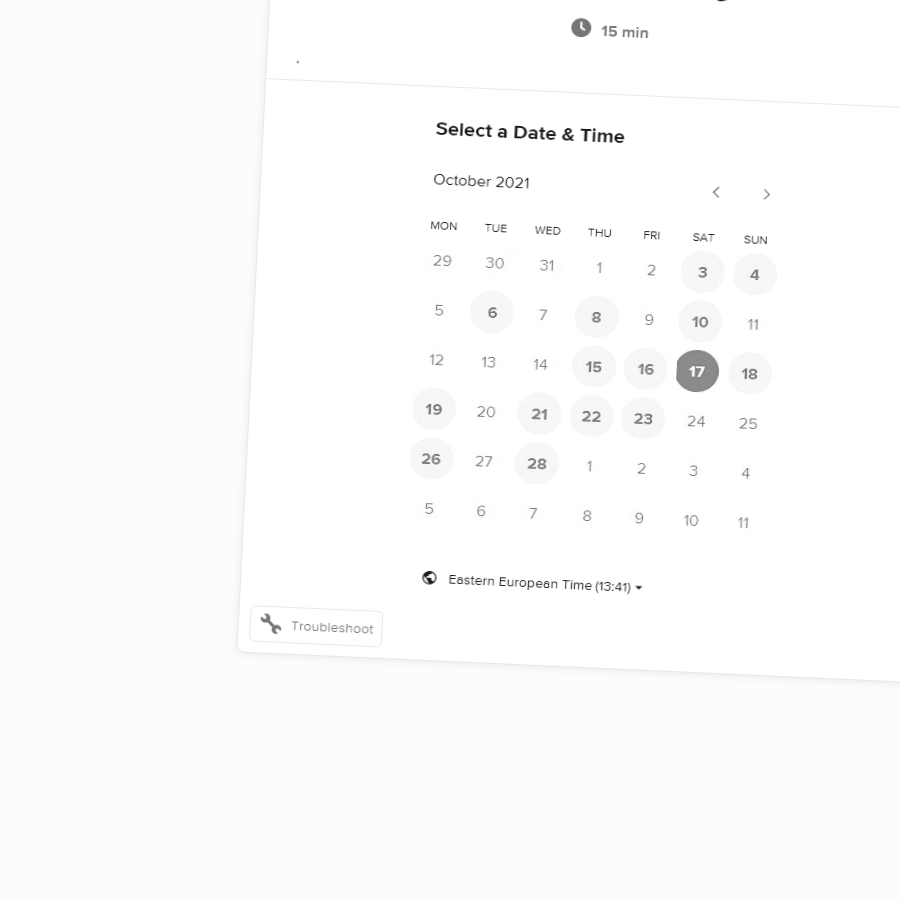 15 min
.
Select a Date & Time
October 2021
MON TUE WED THU FRI SAT SUN
29 30 31 1 2 3 4
5 6 7 8 9 10 11
12 13 14 15 16 17 18
19 20 21 22 23 24 25
26 27 28 1 2 3 4
5 6 7 8 9 10 11
Eastern European Time (13:41)
Troubleshoot